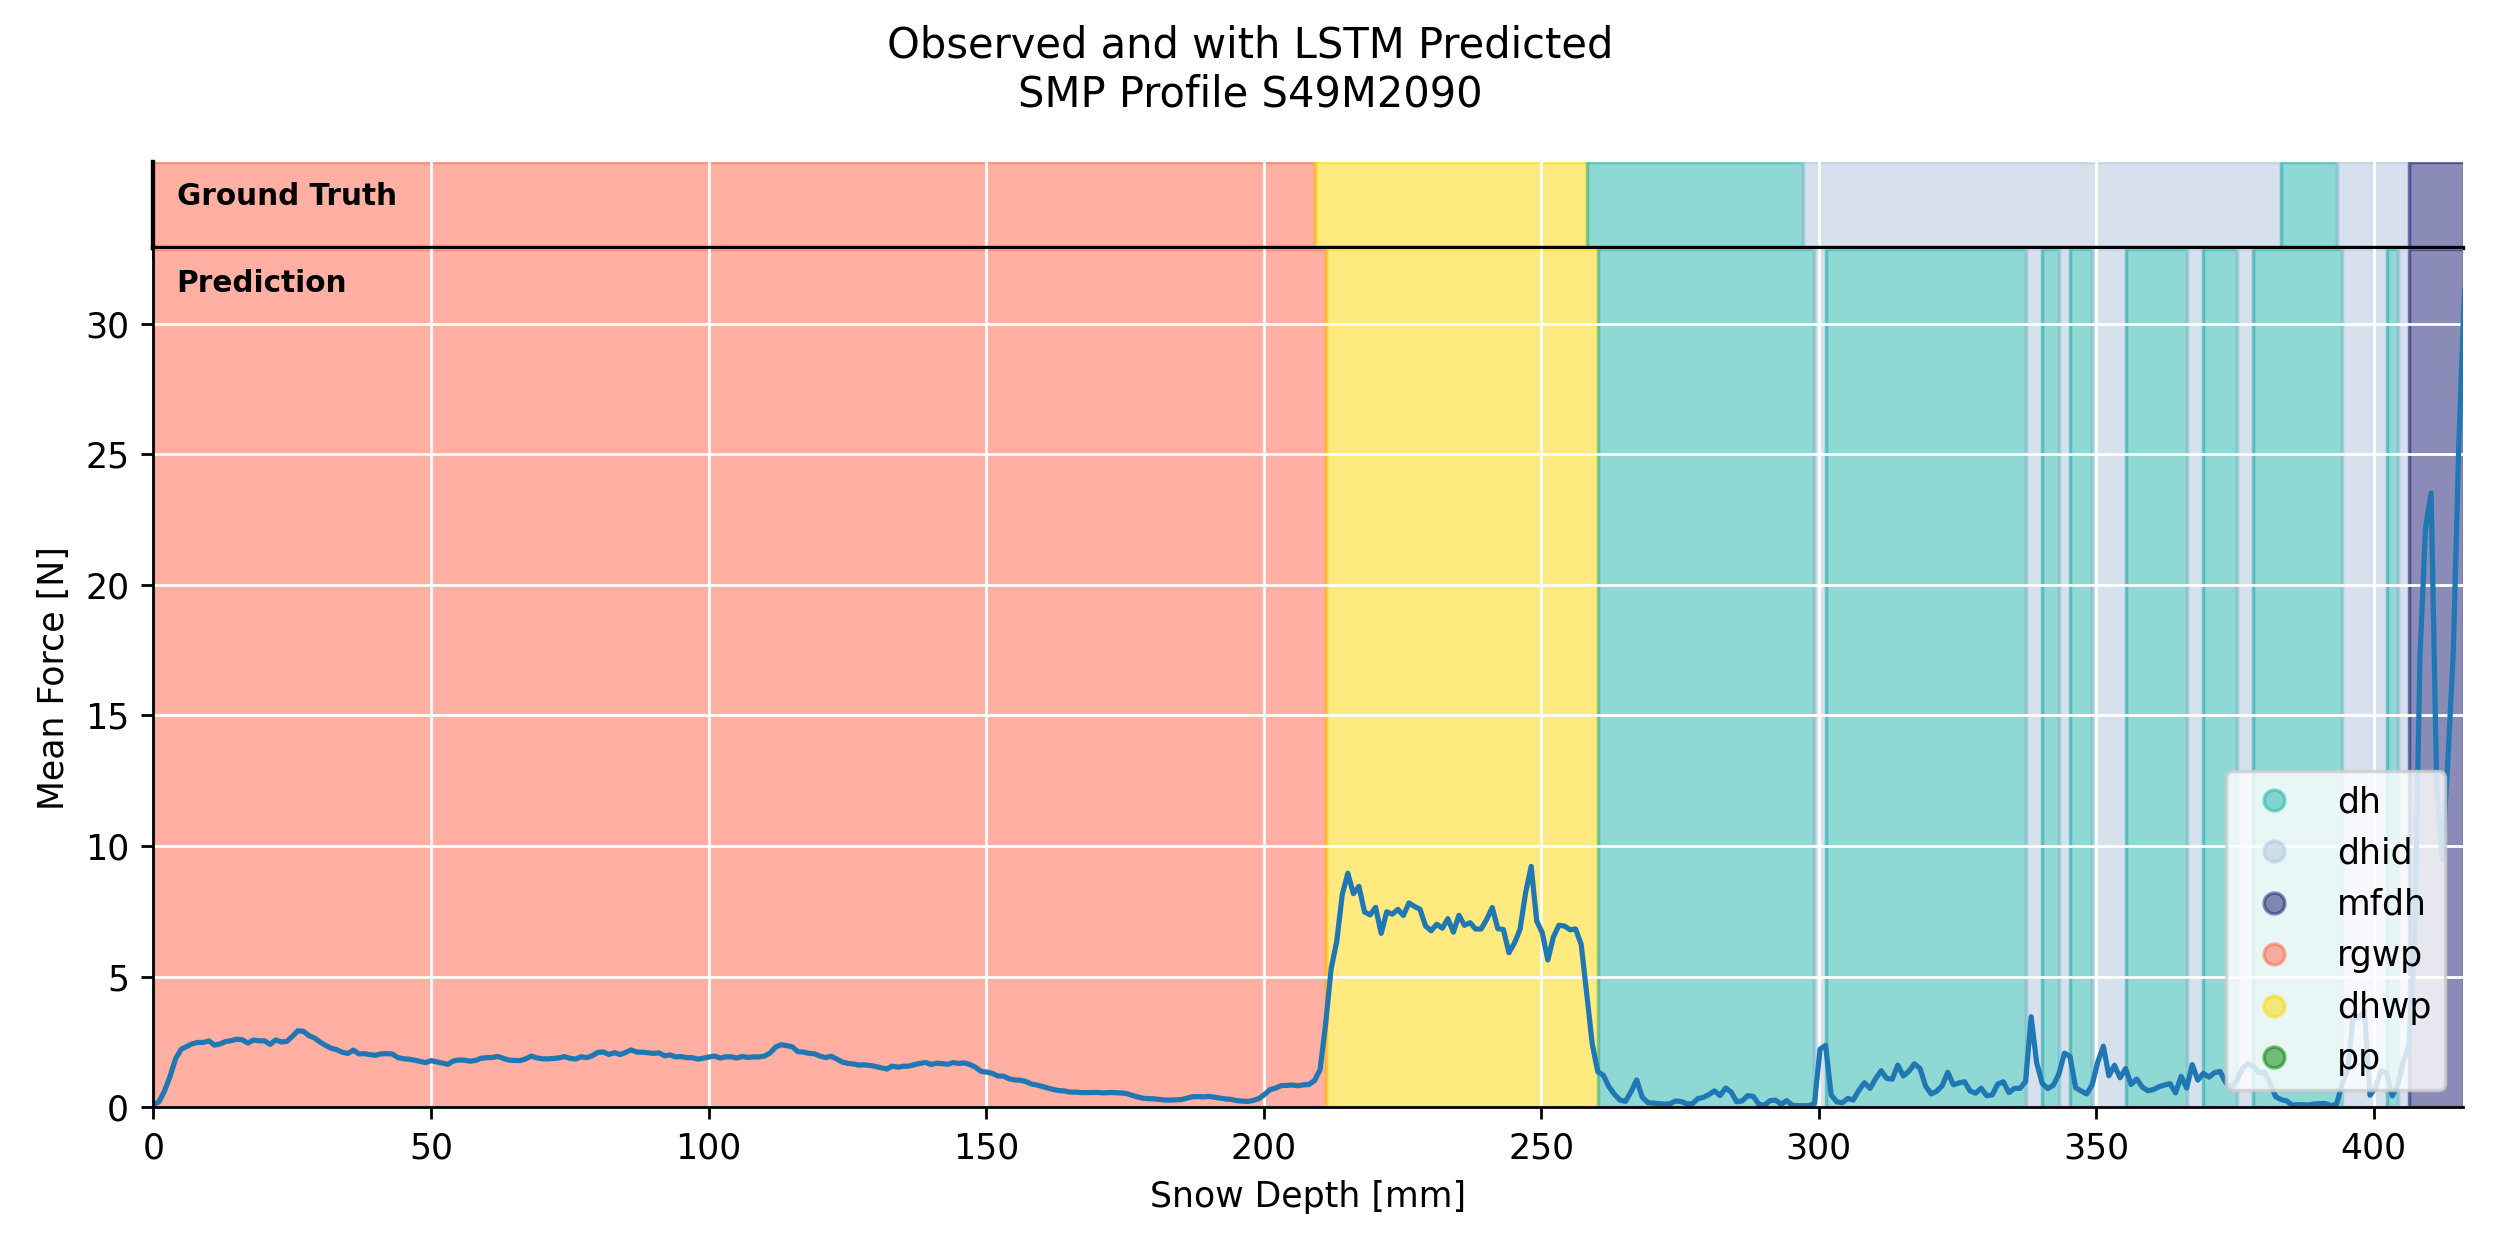 Observed and with LSTM Predicted
SMP Profile S49M2090
Ground Truth
Prediction
30
25
20
15
10
5
0
Mean Force [N]
dh
dhid
mfdh
rgwp
dhwp
pp
0 50 100 150 200 250 300 350 400
Snow Depth [mm]